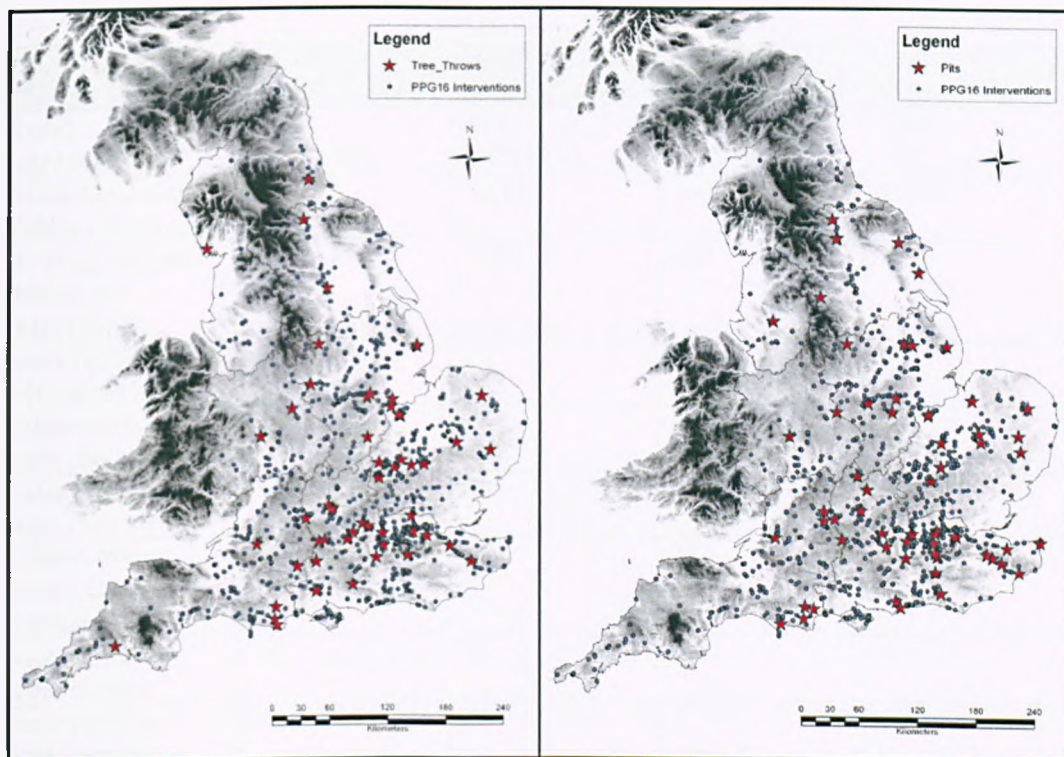 Legend
Tree_Throws
PPG16 Interventions
N
0 30 60 120 180 240
Kilometers
Legend
Pits
PPG16 Interventions
N
0 30 60 120 180 240
Kilometers